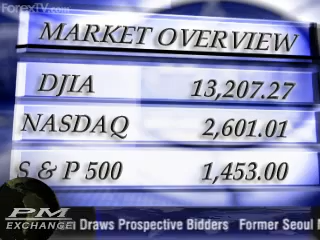 ForexTV.com
MARKET OVERVIEW
DJIA 13,207.27
NASDAQ 2,601.01
S & P 500 1,453.00
PM
EXCHANGE
Draws Prospective Bidders Former Seoul